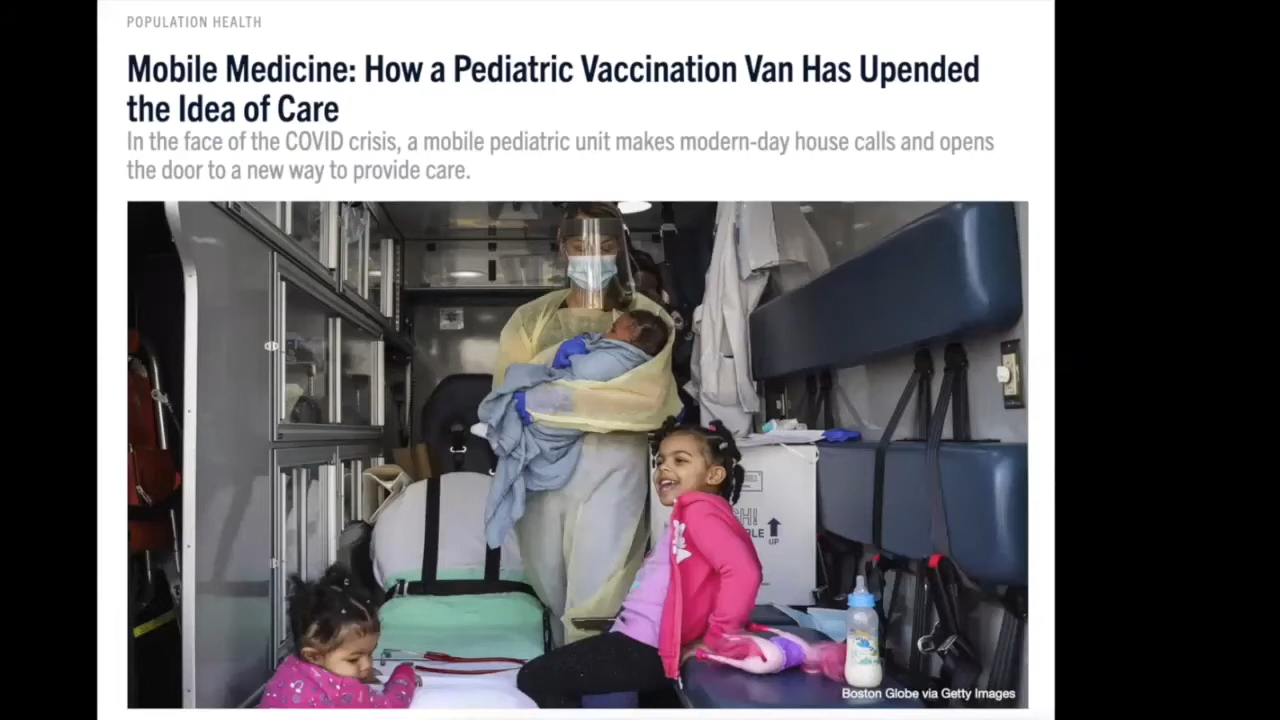 POPULATION HEALTH
Mobile Medicine: How a Pediatric Vaccination Van Has Upended
the Idea of Care
In the face of the COVID crisis, a mobile pediatric unit makes modern-day house calls and opens
the door to a new way to provide care.
UP
Boston Globe via Getty Images